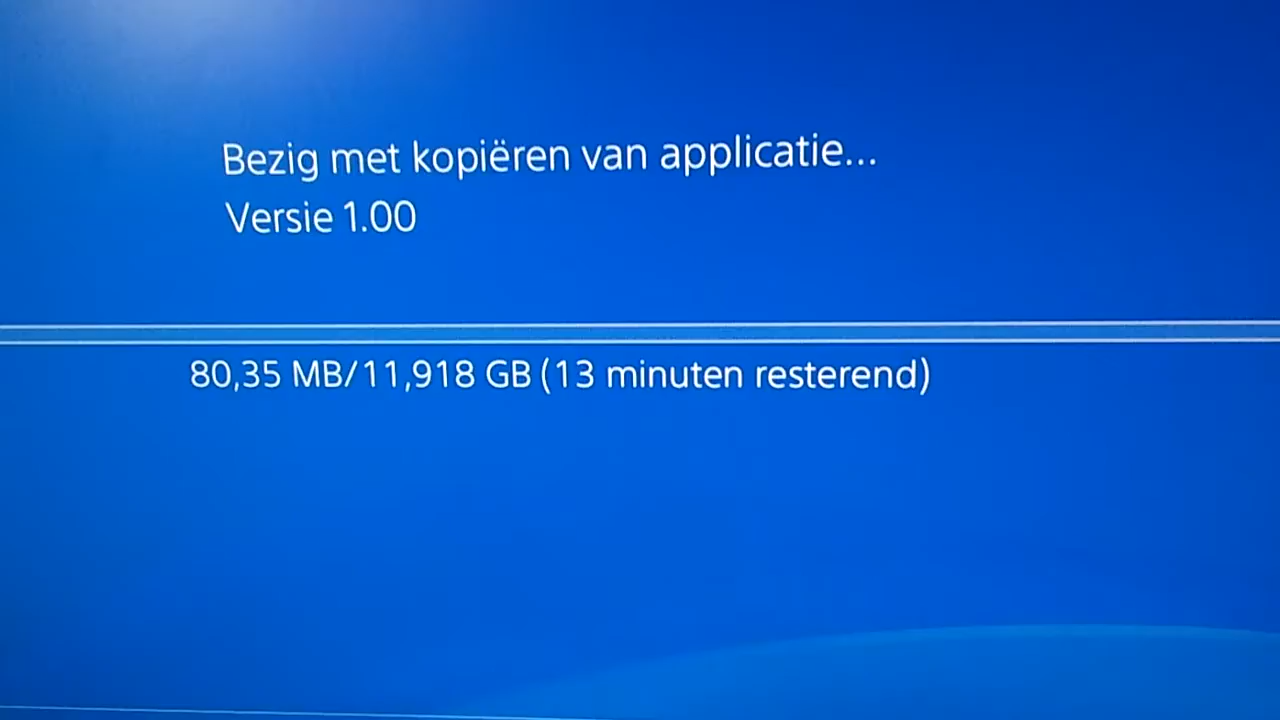 Bezig met kopiëren van applicatie...
Versie 1.00
80,35 MB/11,918 GB (13 minuten resterend)